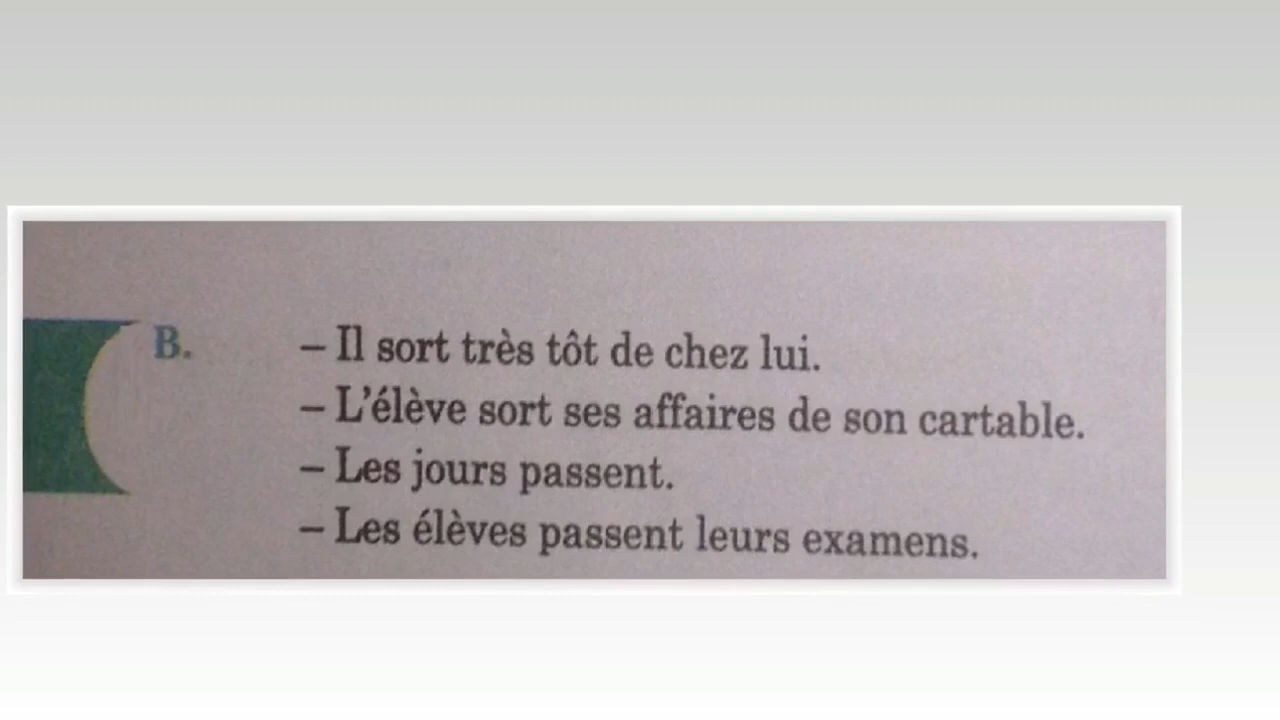 B. – Il sort très tôt de chez lui.
– L'élève sort ses affaires de son cartable.
– Les jours passent.
– Les élèves passent leurs examens.